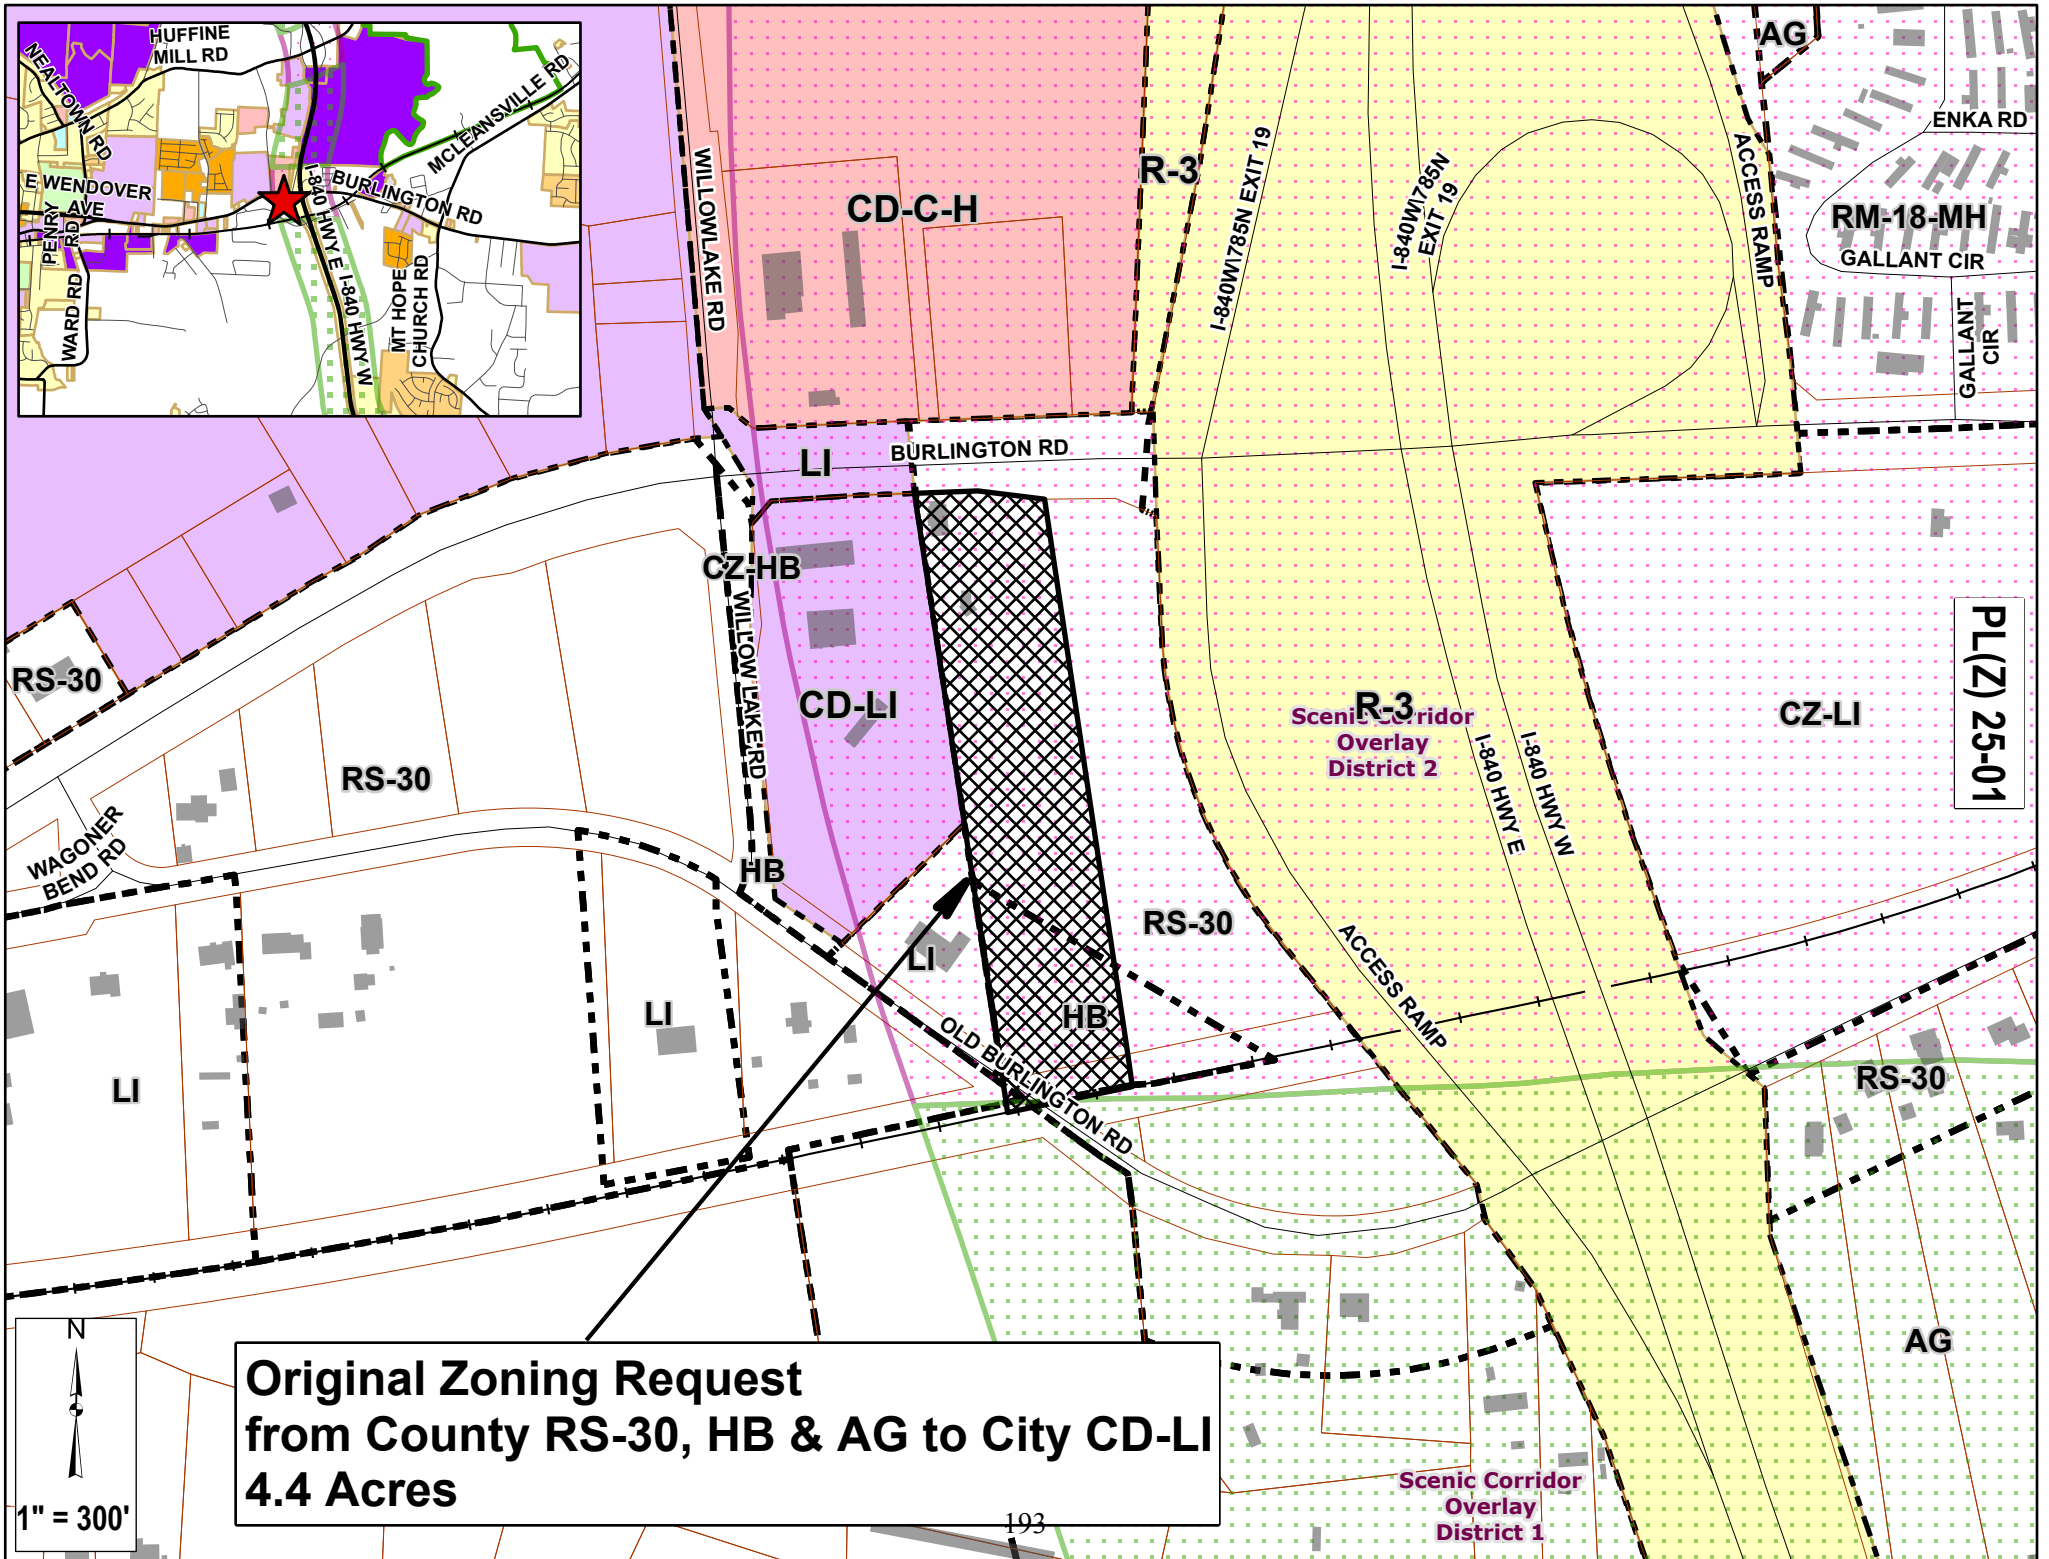 HUFFINE
MILL RD
NEALTOWN RD
MCLEANSVILLE RD
E WENDOVER
AVE
PENRY
RD
I-840 HWY E
BURLINGTON RD
I-840 HWY W
WARD RD
MT HOPE
CHURCH RD
WILLOWLAKE RD
CD-C-H
R-3
I-840W\785N EXIT 19
I-840W\785N
EXIT 19
ACCESS RAMP
AG
ENKA RD
RM-18-MH
GALLANT CIR
GALLANT
CIR
LI
BURLINGTON RD
CZ-HB
WILLOW LAKE RD
CD-LI
RS-30
RS-30
R-3
Scenic Corridor
Overlay
District 2
I-840 HWY E
I-840 HWY W
CZ-LI
PL(Z) 25-01
WAGONER
BEND RD
HB
LI
RS-30
HB
ACCESS RAMP
OLD BURLINGTON RD
LI
LI
RS-30
AG
N
1" = 300'
Original Zoning Request
from County RS-30, HB & AG to City CD-LI
4.4 Acres
Scenic Corridor
Overlay
District 1
193